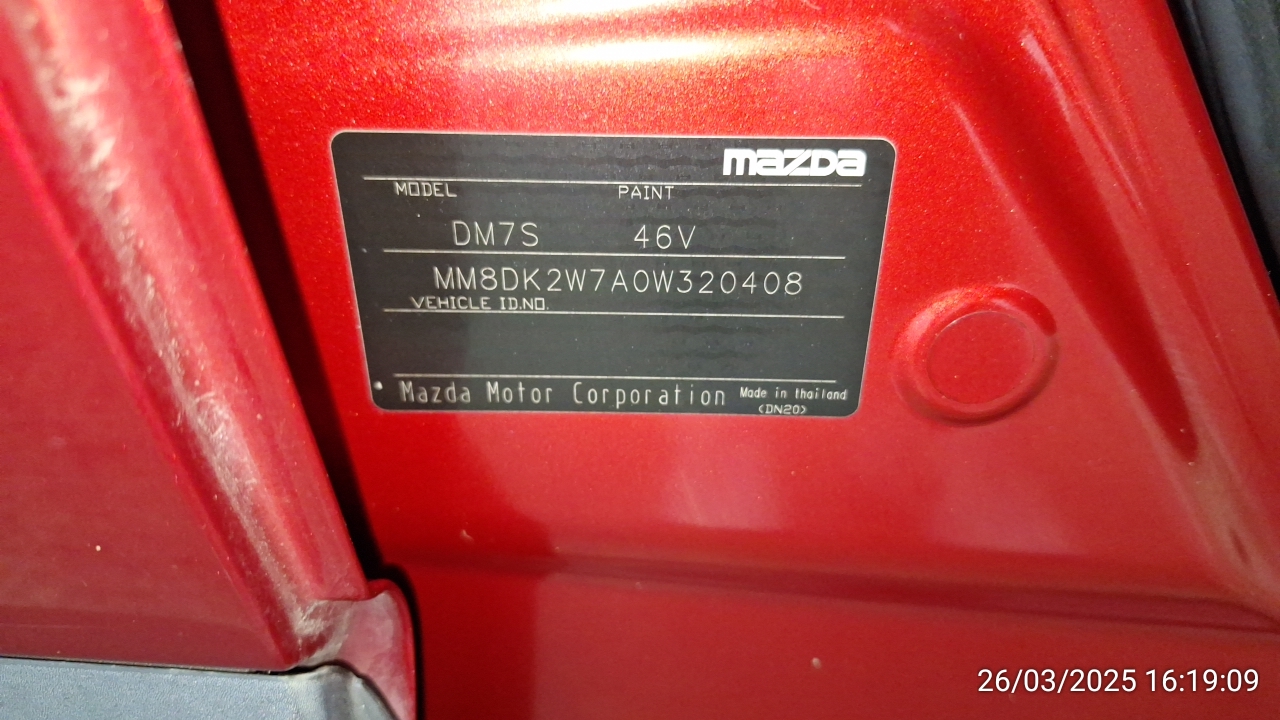 mazda
MODEL PAINT
DM7S 46V
MM8DK2W7A0W320408
VEHICLE ID.NO.
Mazda Motor Corporation Made in thailand
<DN20>
26/03/2025 16:19:09